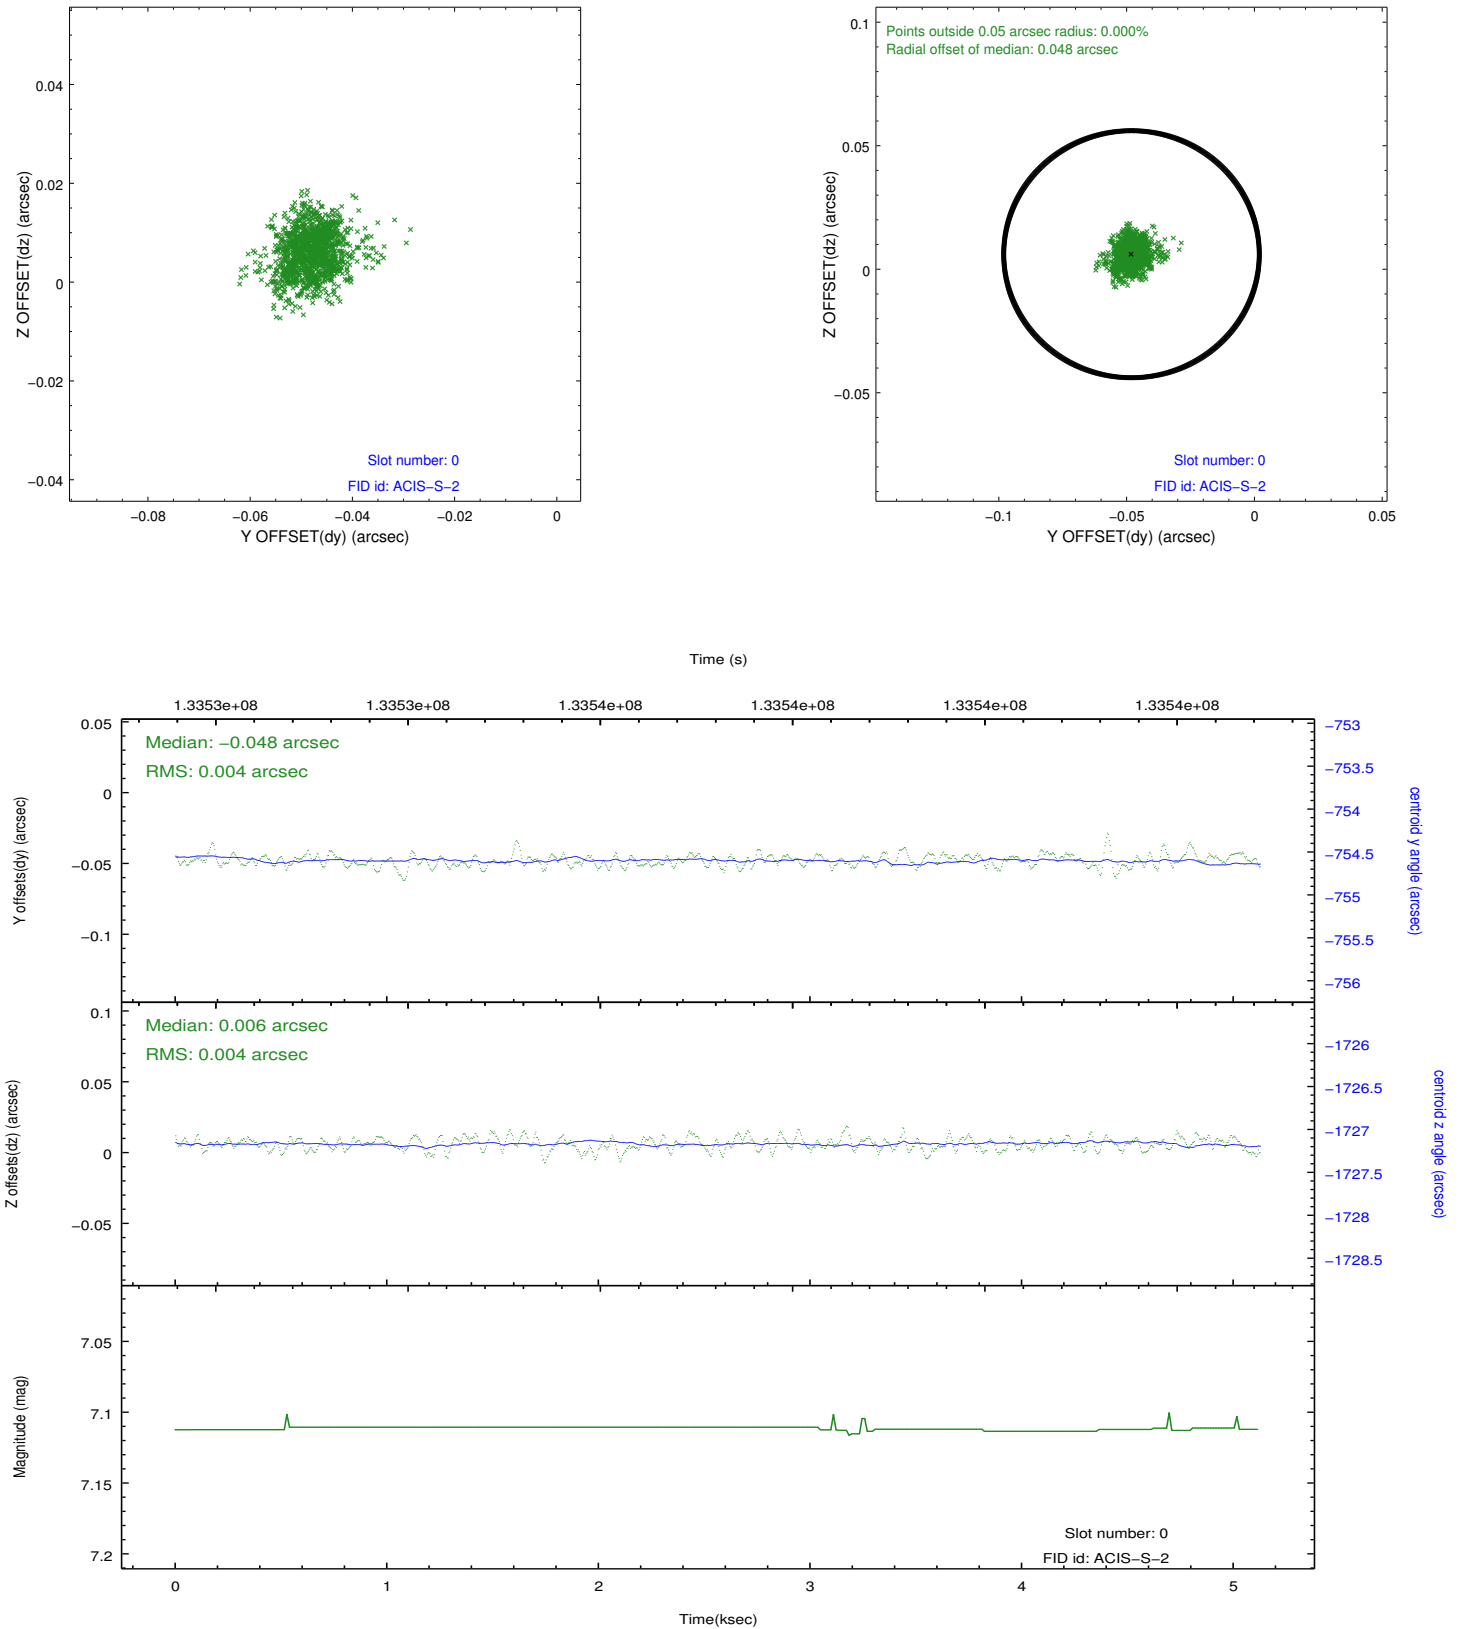 0.04
0.02
0
−0.02
−0.04
Z OFFSET(dz) (arcsec)
Slot number: 0
FID id: ACIS−S−2
−0.08 −0.06 −0.04 −0.02 0
Y OFFSET(dy) (arcsec)
Points outside 0.05 arcsec radius: 0.000%
Radial offset of median: 0.048 arcsec
0.1
0.05
0
−0.05
Z OFFSET(dz) (arcsec)
Slot number: 0
FID id: ACIS−S−2
−0.1 −0.05 0 0.05
Y OFFSET(dy) (arcsec)
Time (s)
1.3353e+08 1.3353e+08 1.3354e+08 1.3354e+08 1.3354e+08 1.3354e+08
Median: −0.048 arcsec
RMS: 0.004 arcsec
0.05
0
−0.05
−0.1
Y offsets(dy) (arcsec)
−753
−753.5
−754
−754.5
−755
−755.5
−756
centroid y angle (arcsec)
Median: 0.006 arcsec
RMS: 0.004 arcsec
0.1
0.05
0
−0.05
Z offsets(dz) (arcsec)
−1726
−1726.5
−1727
−1727.5
−1728
−1728.5
centroid z angle (arcsec)
7.05
7.1
7.15
7.2
Magnitude (mag)
Slot number: 0
FID id: ACIS−S−2
0 1 2 3 4 5
Time(ksec)